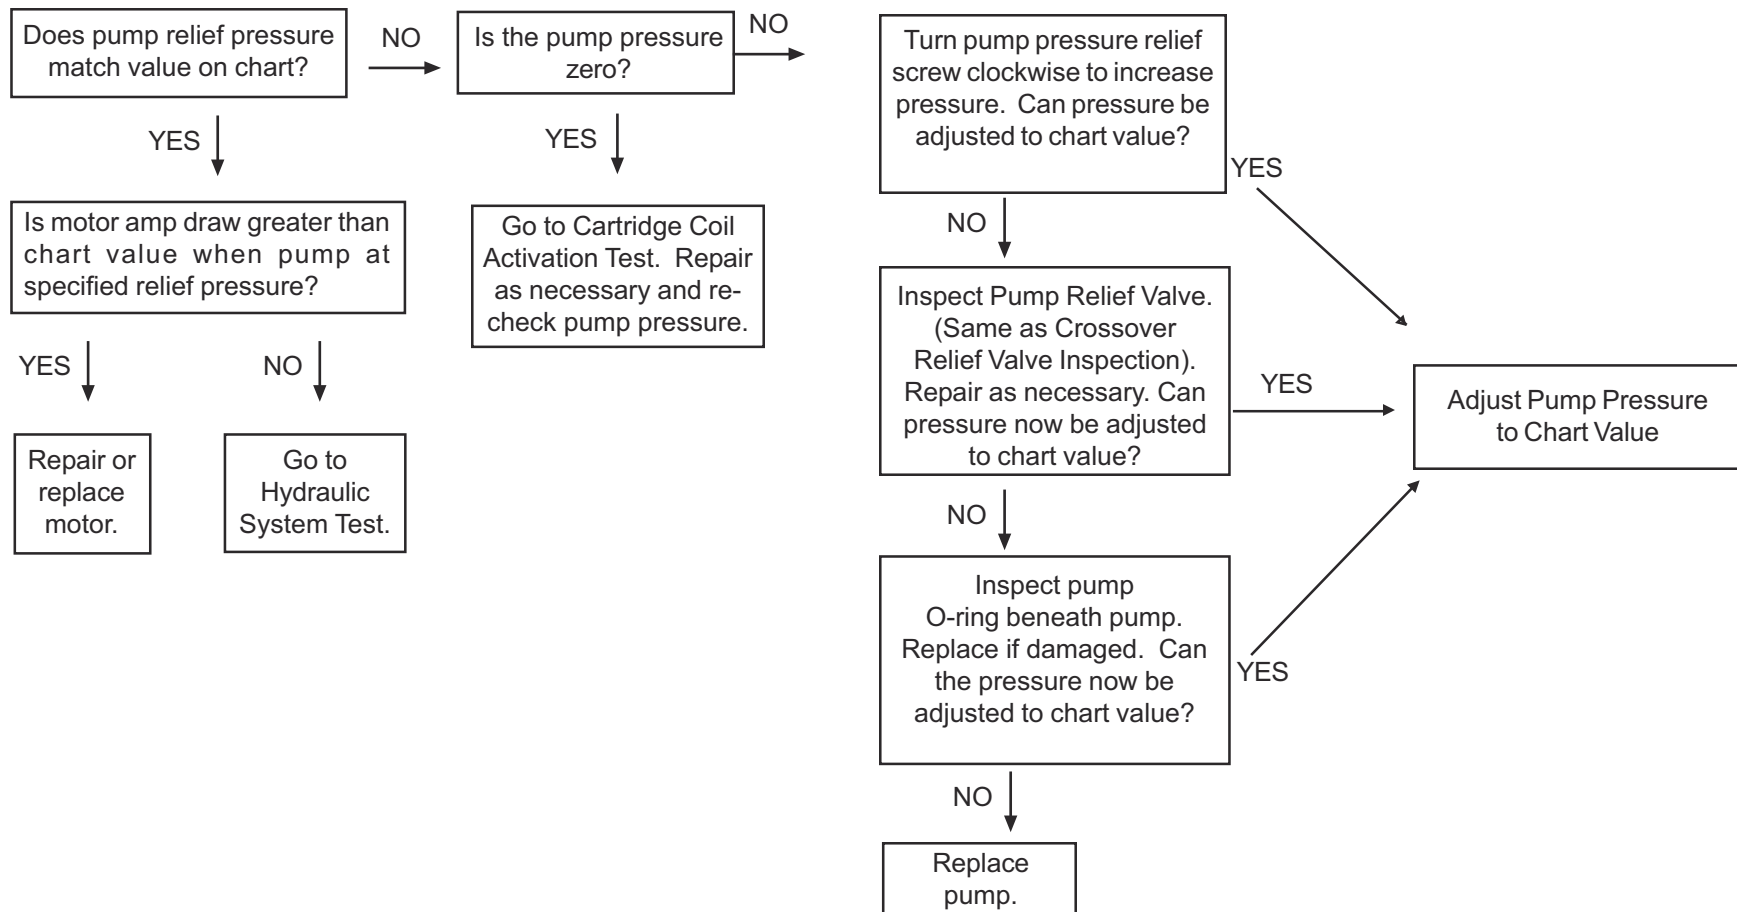 Does pump relief pressure
match value on chart?
NO
Is the pump pressure
zero?
NO
YES
YES
Is motor amp draw greater than
chart value when pump at
specified relief pressure?
Go to Cartridge Coil
Activation Test. Repair
as necessary and re-
check pump pressure.
YES
NO
Repair or
replace
motor.
Go to
Hydraulic
System Test.
Turn pump pressure relief
screw clockwise to increase
pressure. Can pressure be
adjusted to chart value?
YES
NO
Inspect Pump Relief Valve.
(Same as Crossover
Relief Valve Inspection).
Repair as necessary. Can
pressure now be adjusted
to chart value?
YES
Adjust Pump Pressure
to Chart Value
NO
Inspect pump
O-ring beneath pump.
Replace if damaged. Can
the pressure now be
adjusted to chart value?
YES
NO
Replace
pump.